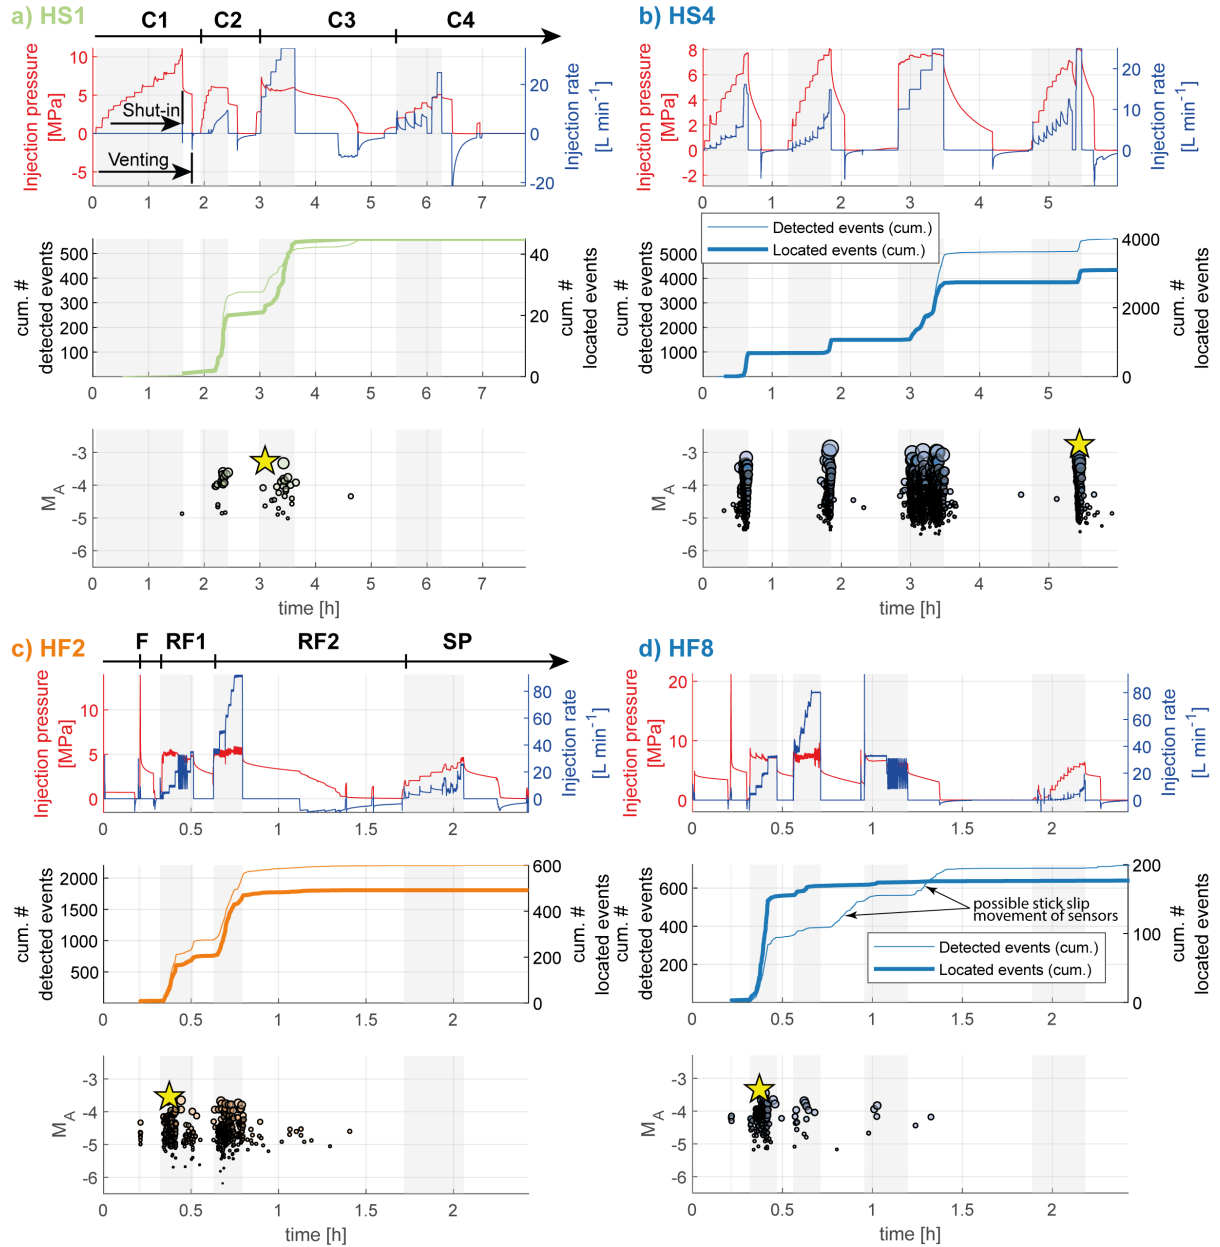 a) HS1
C1 C2 C3 C4
Injection pressure
[MPa]
10
5
0
-5
Shut-in
Venting
20
0
-20
Injection rate
[L min⁻¹]
0 1 2 3 4 5 6 7
cum. #
detected events
500
400
300
200
100
40
20
0
cum. #
located events
0 1 2 3 4 5 6 7
M_A
-3
-4
-5
-6
0 1 2 3 4 5 6 7
time [h]
b) HS4
Injection pressure
[MPa]
8
6
4
2
0
-2
20
10
0
Injection rate
[L min⁻¹]
0 1 2 3 4 5
Detected events (cum.)
Located events (cum.)
cum. #
detected events
5000
4000
3000
2000
1000
4000
2000
0
cum. #
located events
0 1 2 3 4 5
M_A
-3
-4
-5
-6
0 1 2 3 4 5
time [h]
c) HF2
F RF1 RF2 SP
Injection pressure
[MPa]
10
5
0
80
60
40
20
0
Injection rate
[L min⁻¹]
0 0.5 1 1.5 2
cum. #
detected events
2000
1500
1000
500
600
400
200
0
cum. #
located events
0 0.5 1 1.5 2
M_A
-3
-4
-5
-6
0 0.5 1 1.5 2
time [h]
d) HF8
Injection pressure
[MPa]
20
10
0
80
60
40
20
0
Injection rate
[L min⁻¹]
0 0.5 1 1.5 2
cum. #
detected events
600
400
200
possible stick slip
movement of sensors
Detected events (cum.)
Located events (cum.)
200
100
0
cum. #
located events
0 0.5 1 1.5 2
M_A
-3
-4
-5
-6
0 0.5 1 1.5 2
time [h]